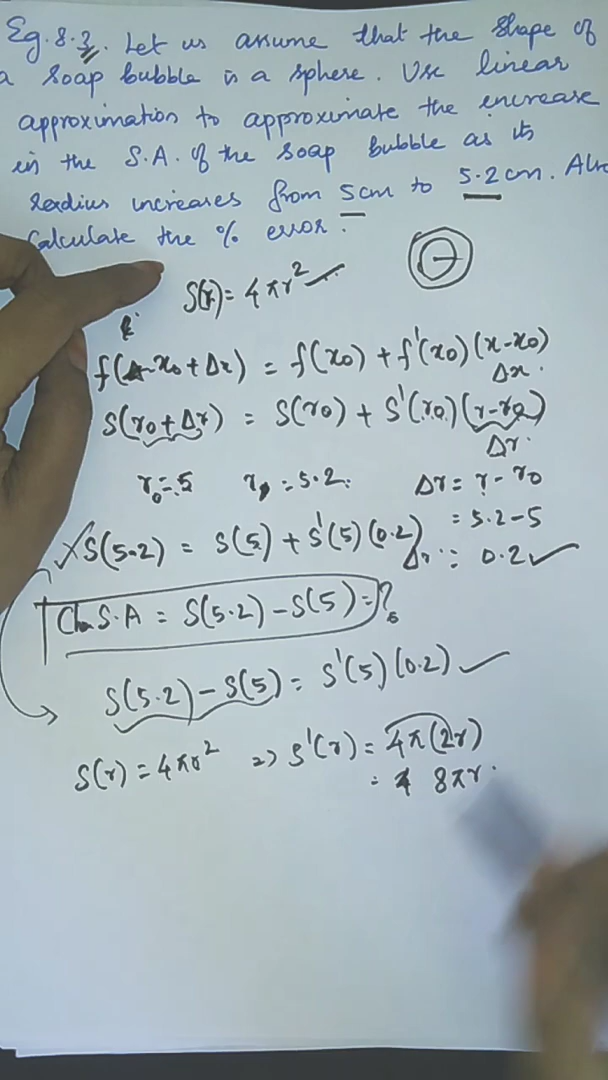 Eg. 8.3. Let us assume that the shape of
a soap bubble is a sphere. Use linear
approximation to approximate the increase
in the S.A. of the soap bubble as its
radius increases from 5cm to 5.2cm. Also
Calculate the % error.
S(r) = 4πr²
f(x₀ + Δx) = f(x₀) + f'(x₀)(x-x₀)
Δx.
S(r₀+Δr) = S(r₀) + S'(r₀)(r-r₀)
Δr.
r₀ = 5 r = 5.2. Δr = r - r₀
= 5.2-5
S(5.2) = S(5) + S'(5)(0.2) Δr = 0.2 ✓
S.A = S(5.2) - S(5) = ?
S(5.2) - S(5) = S'(5)(0.2) ✓
S(r) = 4πr² => S'(r) = 4π(2r)
= 8πr.